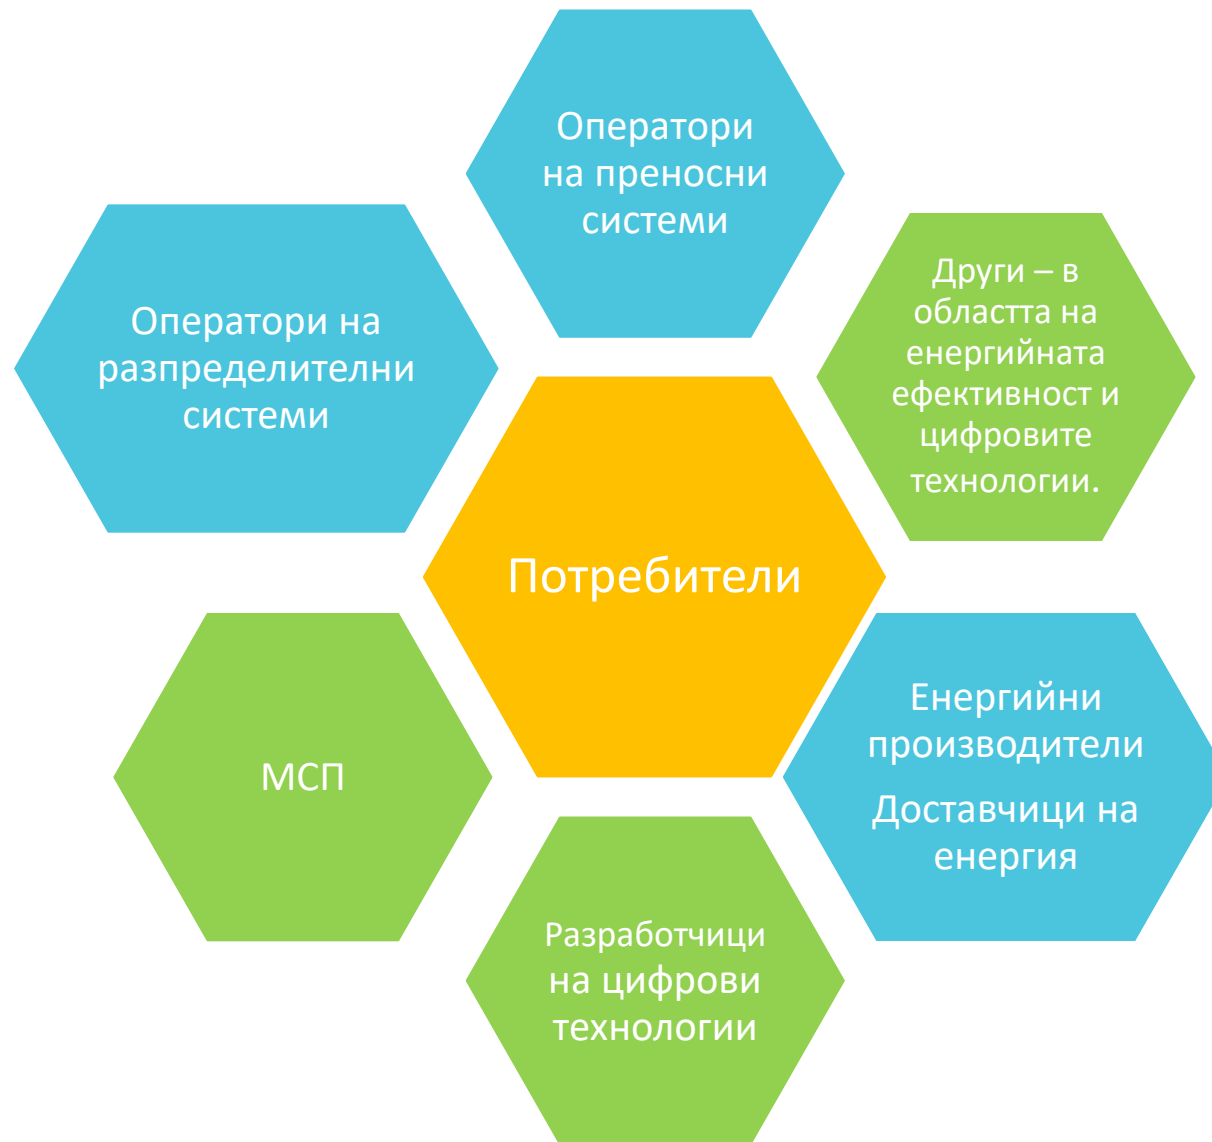 Оператори
на преносни
системи
Оператори на
разпределителни
системи
Други – в
областта на
енергийната
ефективност и
цифровите
технологии.
Потребители
МСП
Енергийни
производители
Доставчици на
енергия
Разработчици
на цифрови
технологии